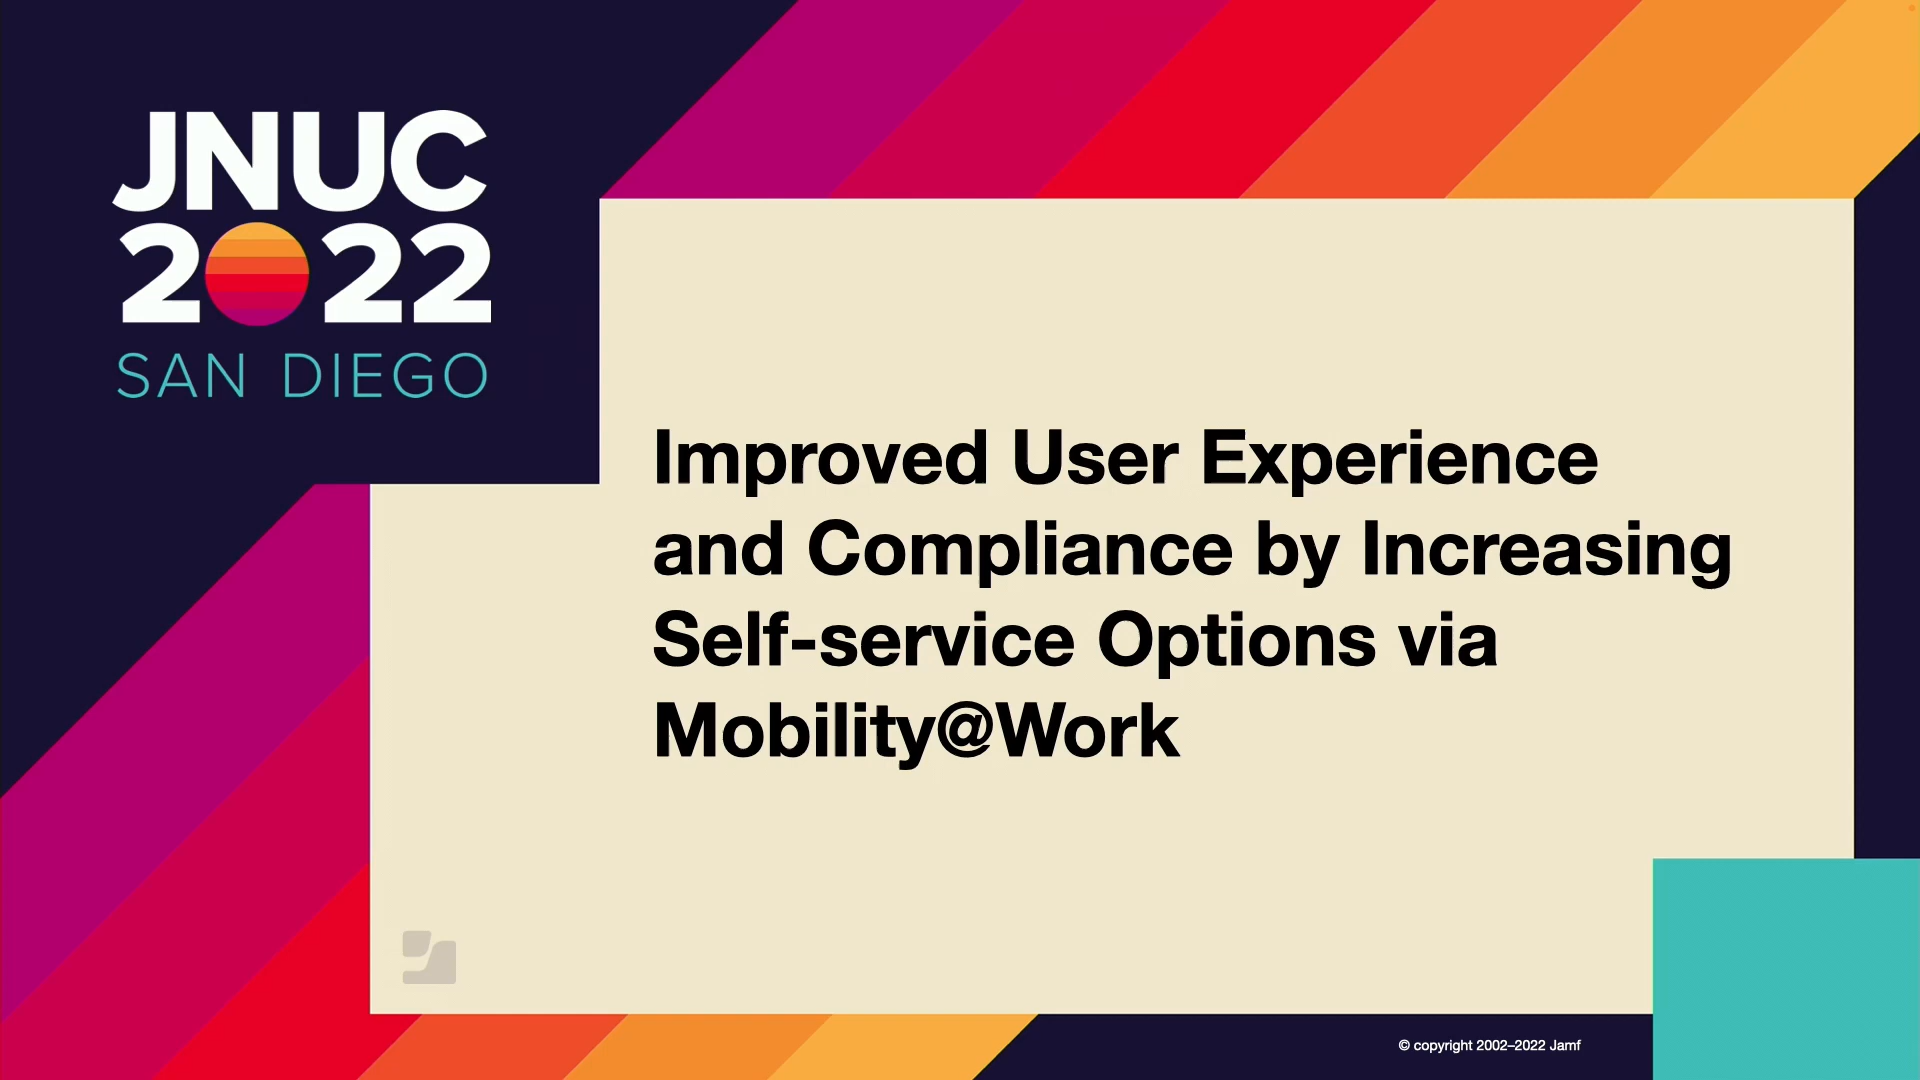 JNUC
2022
SAN DIEGO
Improved User Experience
and Compliance by Increasing
Self-service Options via
Mobility@Work
© copyright 2002–2022 Jamf